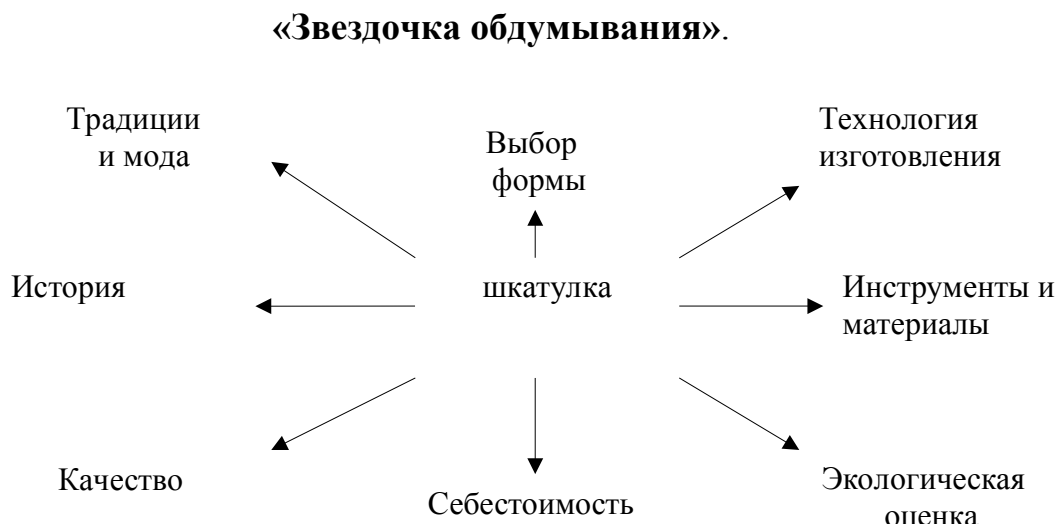 «Звездочка обдумывания».
Традиции
и мода
Выбор
формы
Технология
изготовления
История
шкатулка
Инструменты и
материалы
Качество
Себестоимость
Экологическая
оценка